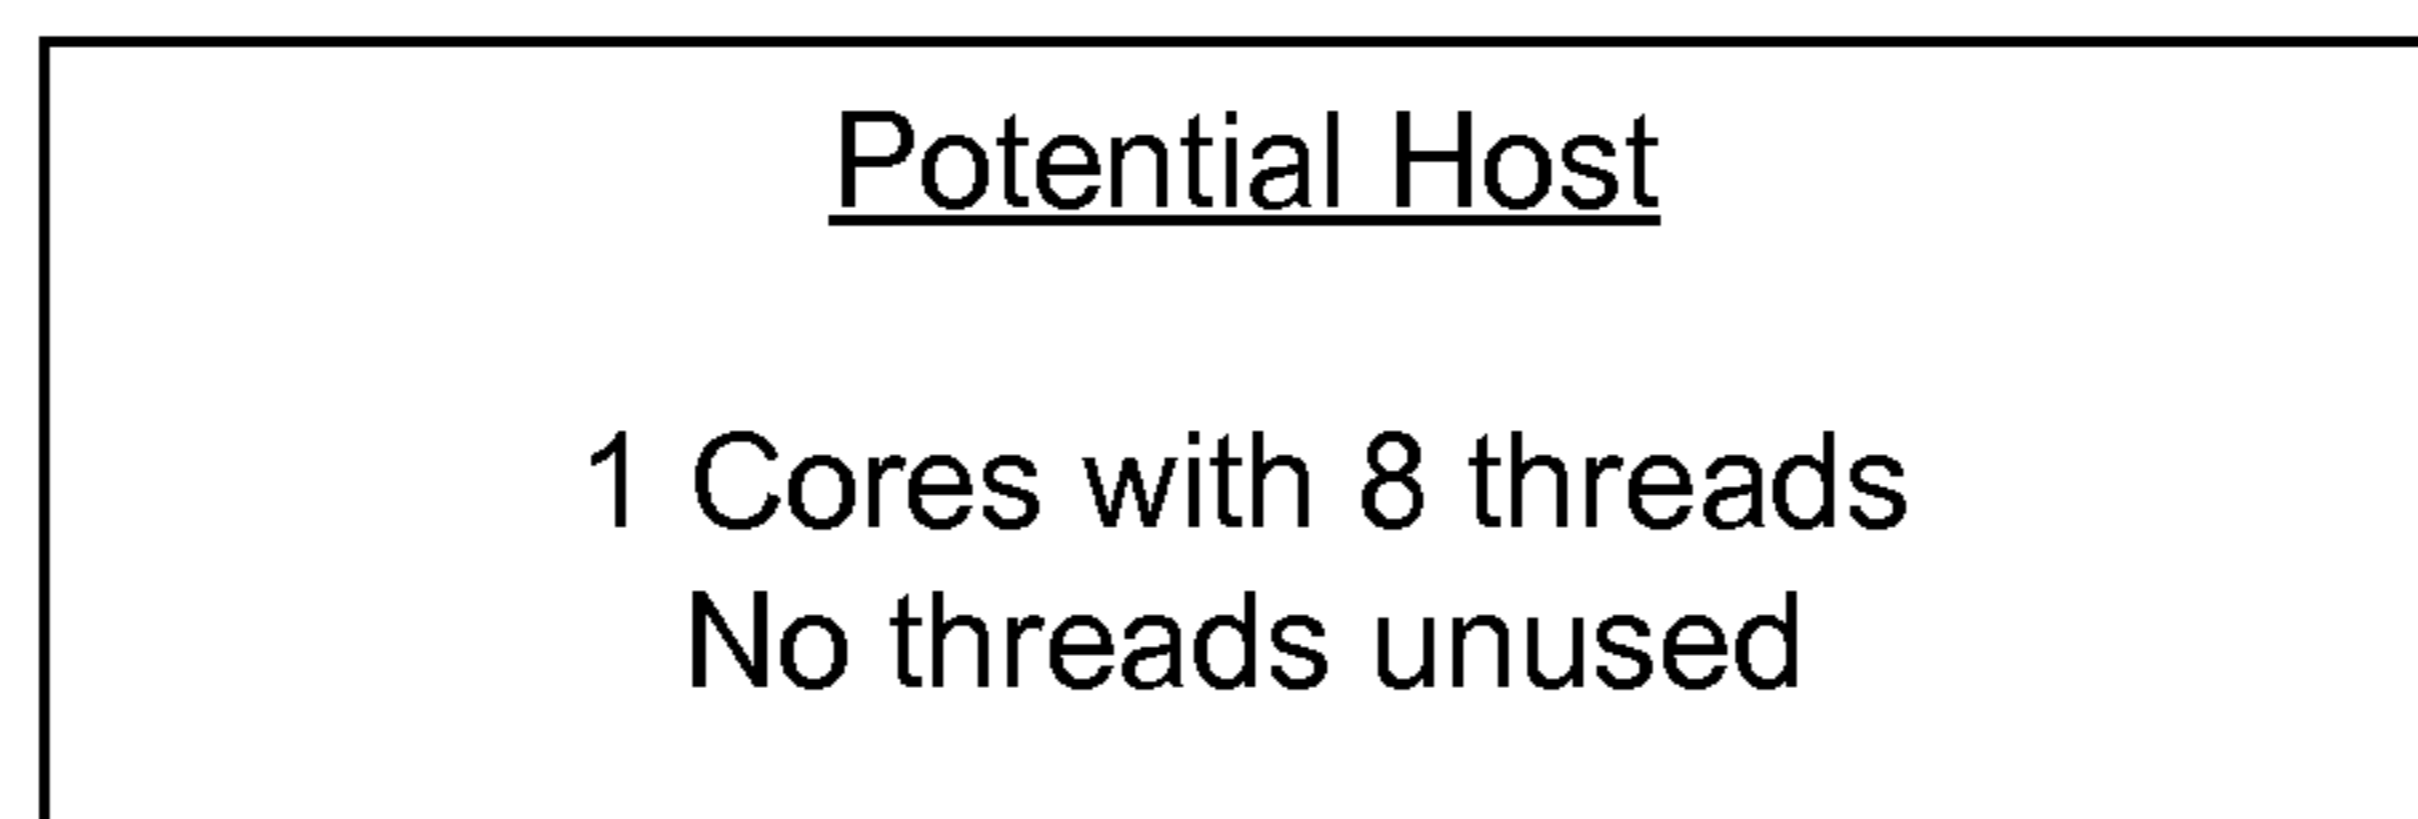 Potential Host
1 Cores with 8 threads
No threads unused